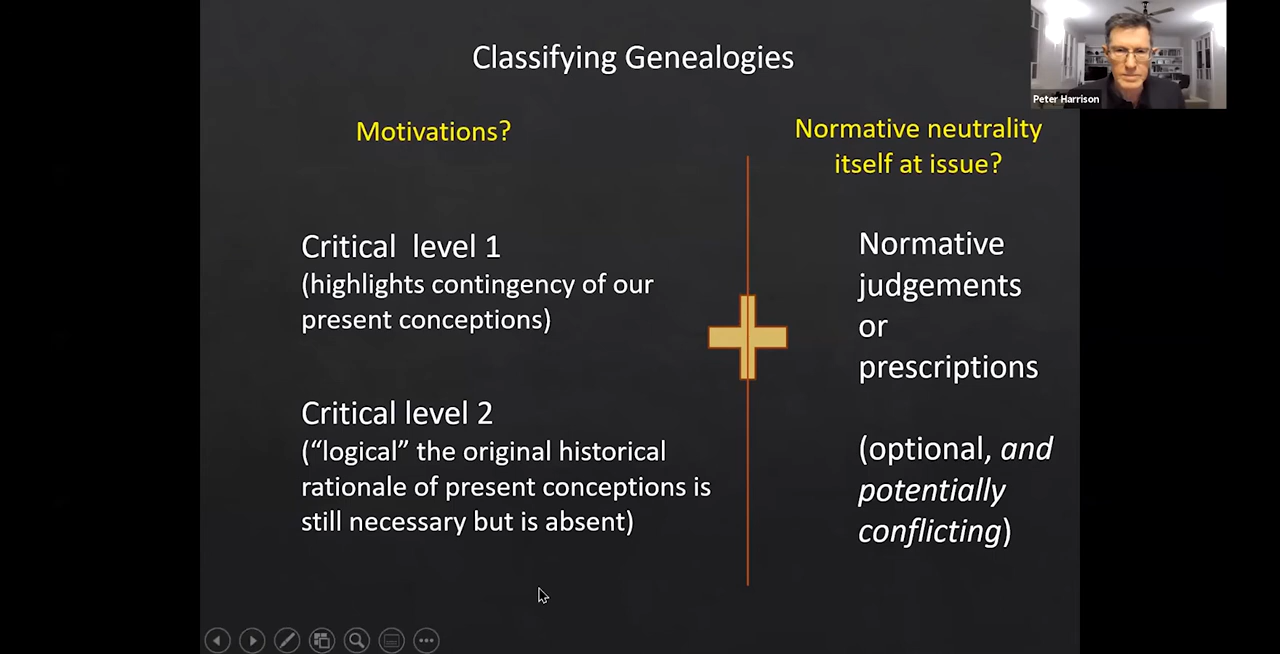 Classifying Genealogies
Peter Harrison
Motivations?
Normative neutrality
itself at issue?
Critical  level 1
(highlights contingency of our
present conceptions)
Critical level 2
(“logical” the original historical
rationale of present conceptions is
still necessary but is absent)
Normative
judgements
or
prescriptions
(optional, and
potentially
conflicting)